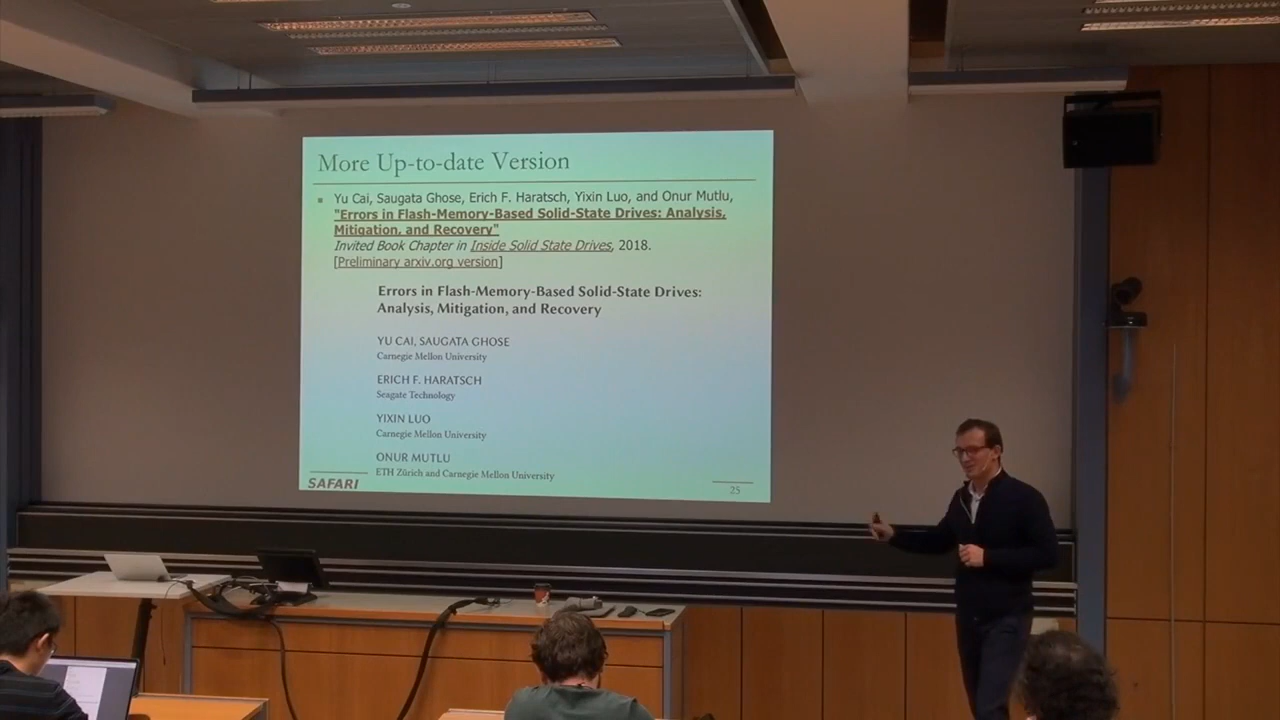 More Up-to-date Version
Yu Cai, Saugata Ghose, Erich F. Haratsch, Yixin Luo, and Onur Mutlu,
"Errors in Flash-Memory-Based Solid-State Drives: Analysis,
Mitigation, and Recovery"
Invited Book Chapter in Inside Solid State Drives, 2018.
[Preliminary arxiv.org version]
Errors in Flash-Memory-Based Solid-State Drives:
Analysis, Mitigation, and Recovery
YU CAI, SAUGATA GHOSE
Carnegie Mellon University
ERICH F. HARATSCH
Seagate Technology
YIXIN LUO
Carnegie Mellon University
ONUR MUTLU
ETH Zürich and Carnegie Mellon University
SAFARI
25